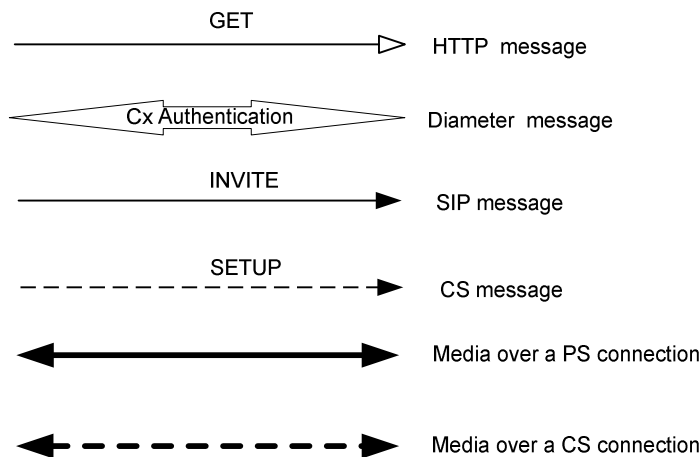 GET
HTTP message
Cx Authentication
Diameter message
INVITE
SIP message
SETUP
CS message
Media over a PS connection
Media over a CS connection